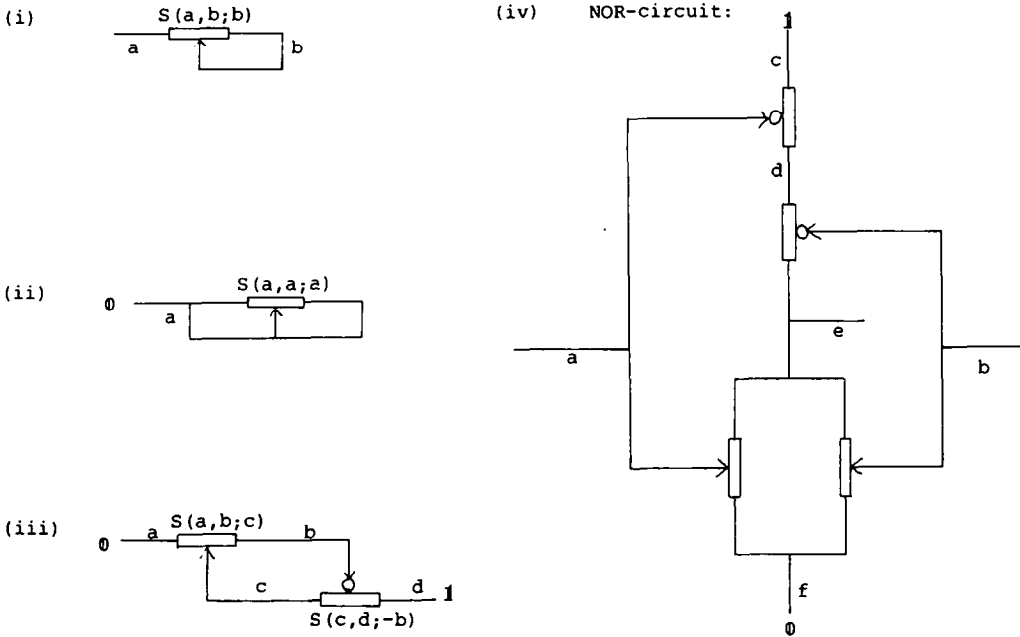 (i)
S(a,b;b)
a
b
(ii)
S(a,a;a)
0
a
(iii)
S(a,b;c)
0
a
b
c
d
1
S(c,d;-b)
(iv) NOR-circuit:
1
c
d
e
a
b
f
0